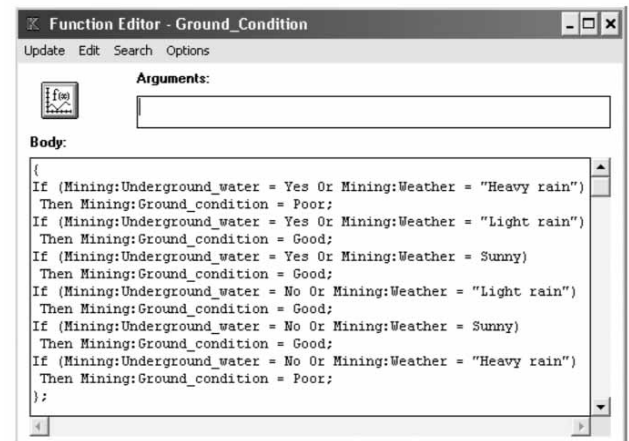 Function Editor - Ground_Condition
Update Edit Search Options
Arguments:
f(x)
Body:
{
If (Mining:Underground_water = Yes Or Mining:Weather = "Heavy rain")
Then Mining:Ground_condition = Poor;
If (Mining:Underground_water = Yes Or Mining:Weather = "Light rain")
Then Mining:Ground_condition = Good;
If (Mining:Underground_water = Yes Or Mining:Weather = Sunny)
Then Mining:Ground_condition = Good;
If (Mining:Underground_water = No Or Mining:Weather = "Light rain")
Then Mining:Ground_condition = Good;
If (Mining:Underground_water = No Or Mining:Weather = Sunny)
Then Mining:Ground_condition = Good;
If (Mining:Underground_water = No Or Mining:Weather = "Heavy rain")
Then Mining:Ground_condition = Poor;
};